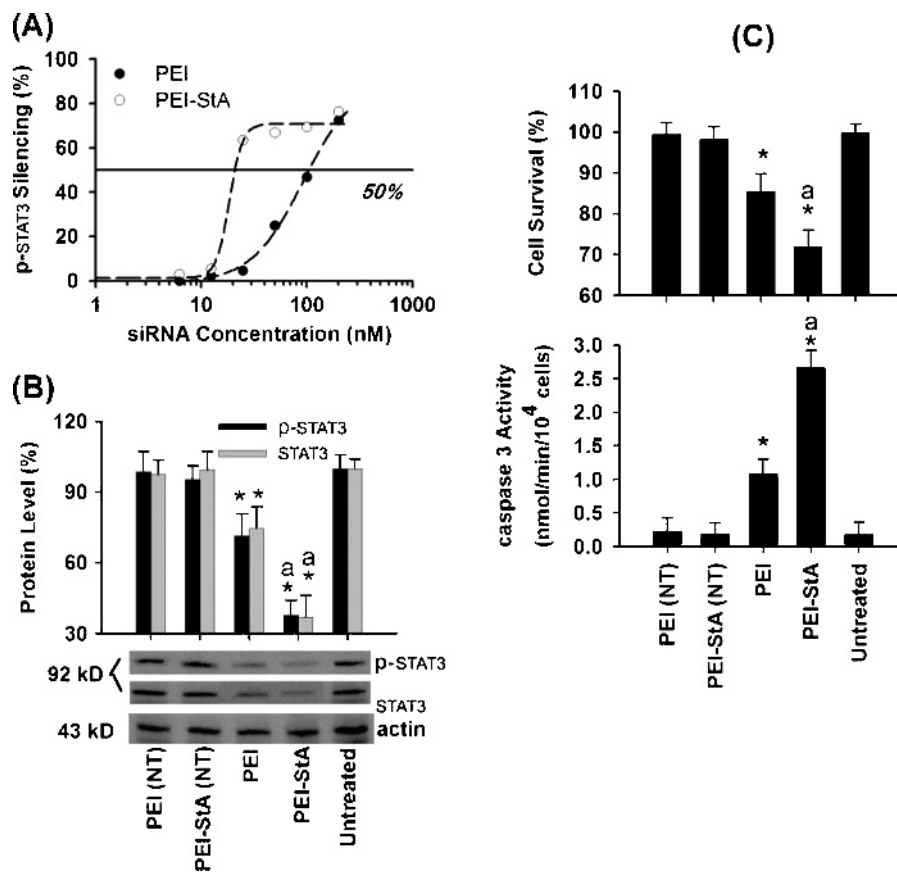 (A)
100
80
60
40
20
0
p-STAT3 Silencing (%)
PEI
PEI-StA
50%
1
10
100
1000
siRNA Concentration (nM)
(B)
120
90
60
30
Protein Level (%)
p-STAT3
STAT3
* *
a a
* *
92 kD
p-STAT3
STAT3
43 kD
actin
PEI (NT)
PEI-StA (NT)
PEI
PEI-StA
Untreated
(C)
110
100
90
80
70
60
Cell Survival (%)
*
a
*
3.0
2.5
2.0
1.5
1.0
0.5
0.0
caspase 3 Activity
(nmol/min/10⁴ cells)
*
a
*
PEI (NT)
PEI-StA (NT)
PEI
PEI-StA
Untreated